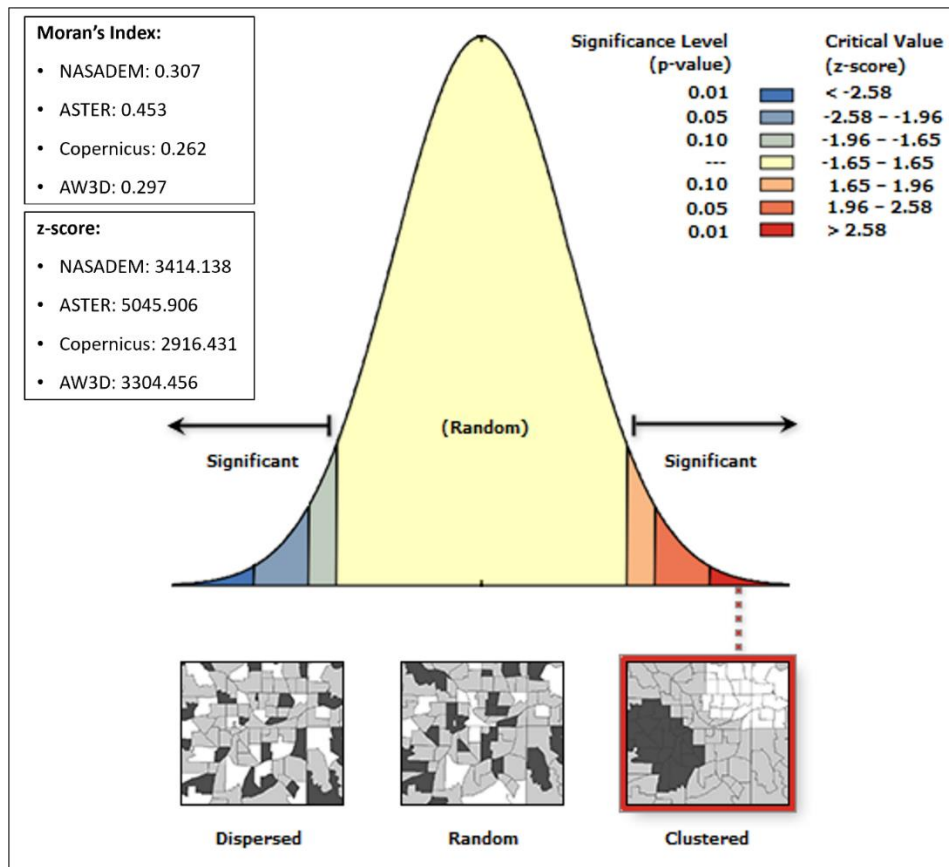 Moran's Index:
• NASADEM: 0.307
• ASTER: 0.453
• Copernicus: 0.262
• AW3D: 0.297
z-score:
• NASADEM: 3414.138
• ASTER: 5045.906
• Copernicus: 2916.431
• AW3D: 3304.456
Significance Level
(p-value)
Critical Value
(z-score)
0.01 < -2.58
0.05 -2.58 – -1.96
0.10 -1.96 – -1.65
--- -1.65 – 1.65
0.10 1.65 – 1.96
0.05 1.96 – 2.58
0.01 > 2.58
(Random)
Significant
Significant
Dispersed
Random
Clustered